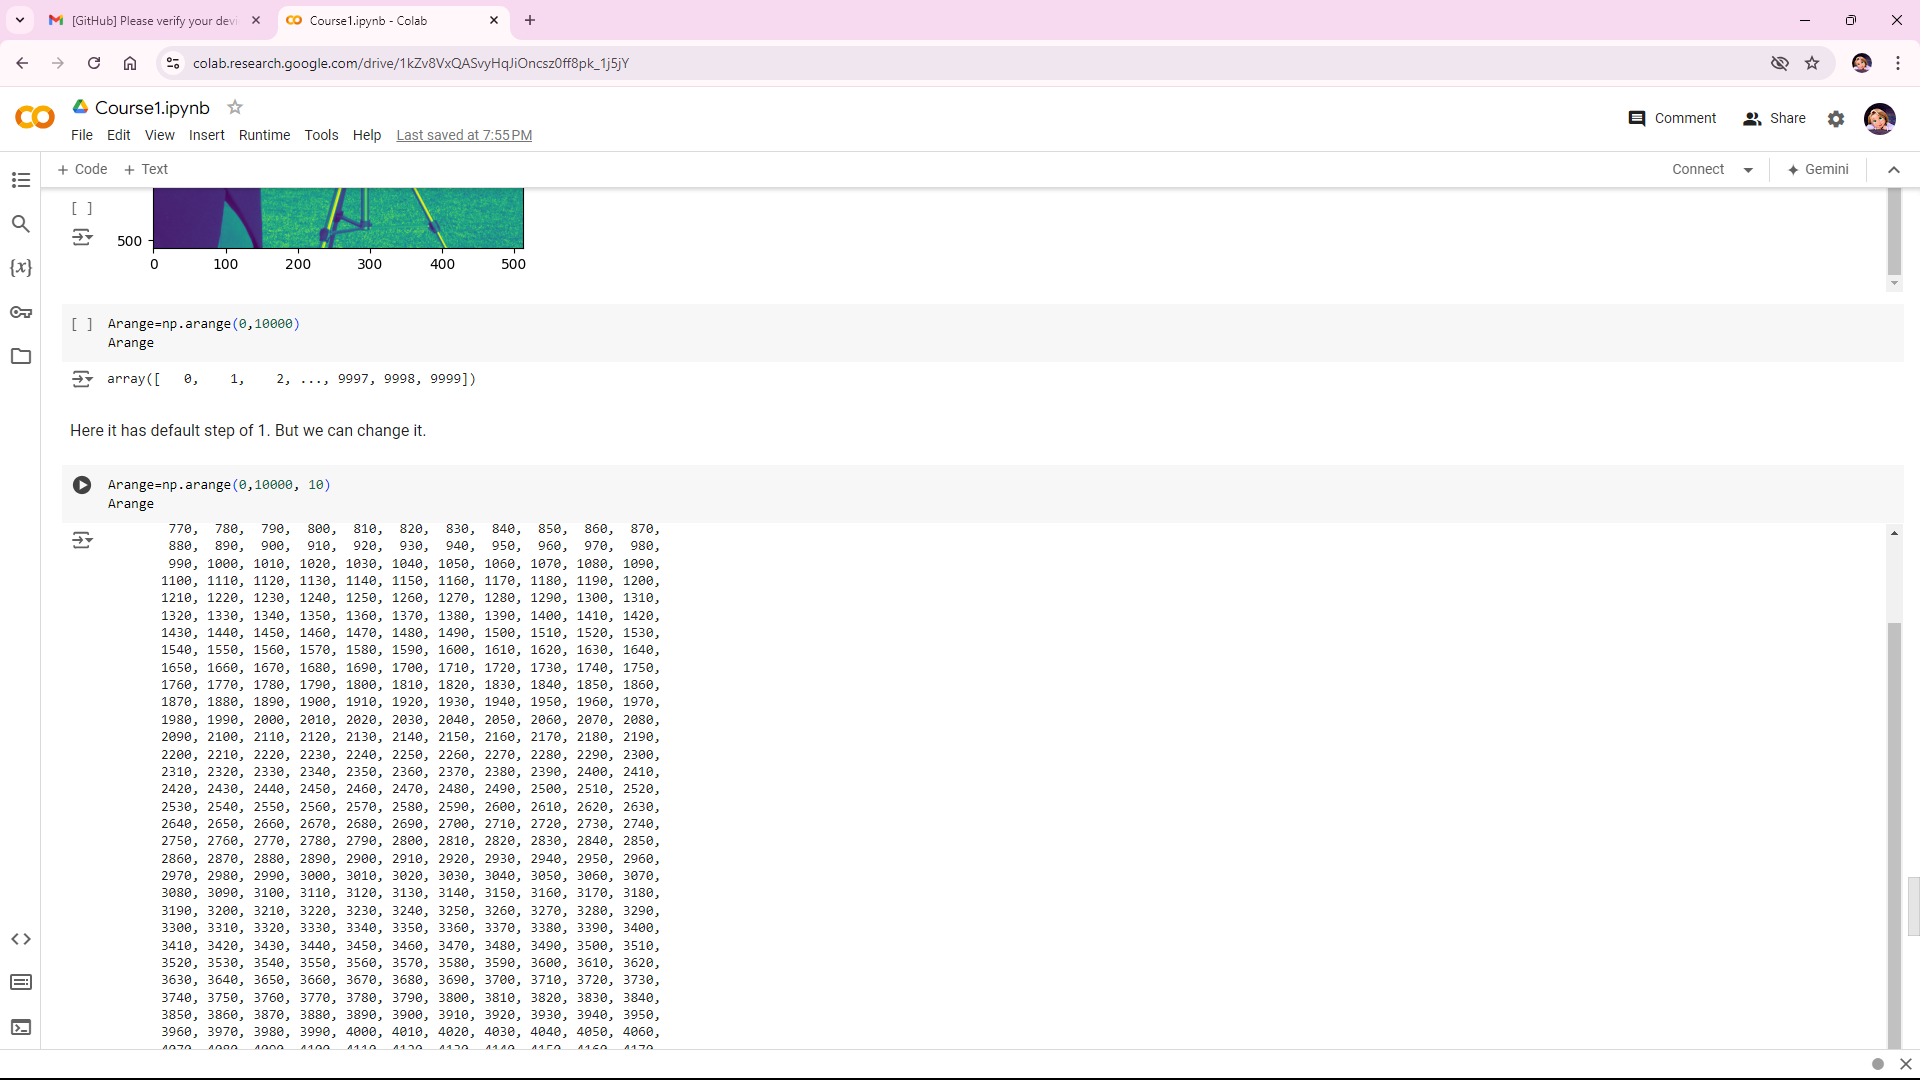 [GitHub] Please verify your devi
Course1.ipynb - Colab
colab.research.google.com/drive/1kZv8VxQASvyHqJiOncsz0ff8pk_1j5jY
Course1.ipynb
File Edit View Insert Runtime Tools Help Last saved at 7:55 PM
Comment Share
+ Code + Text
Connect Gemini
[ ]
500
0 100 200 300 400 500
[ ] Arange=np.arange(0,10000)
Arange
array([   0,    1,    2, ..., 9997, 9998, 9999])
Here it has default step of 1. But we can change it.
Arange=np.arange(0,10000, 10)
Arange
770, 780, 790, 800, 810, 820, 830, 840, 850, 860, 870,
880, 890, 900, 910, 920, 930, 940, 950, 960, 970, 980,
990, 1000, 1010, 1020, 1030, 1040, 1050, 1060, 1070, 1080, 1090,
1100, 1110, 1120, 1130, 1140, 1150, 1160, 1170, 1180, 1190, 1200,
1210, 1220, 1230, 1240, 1250, 1260, 1270, 1280, 1290, 1300, 1310,
1320, 1330, 1340, 1350, 1360, 1370, 1380, 1390, 1400, 1410, 1420,
1430, 1440, 1450, 1460, 1470, 1480, 1490, 1500, 1510, 1520, 1530,
1540, 1550, 1560, 1570, 1580, 1590, 1600, 1610, 1620, 1630, 1640,
1650, 1660, 1670, 1680, 1690, 1700, 1710, 1720, 1730, 1740, 1750,
1760, 1770, 1780, 1790, 1800, 1810, 1820, 1830, 1840, 1850, 1860,
1870, 1880, 1890, 1900, 1910, 1920, 1930, 1940, 1950, 1960, 1970,
1980, 1990, 2000, 2010, 2020, 2030, 2040, 2050, 2060, 2070, 2080,
2090, 2100, 2110, 2120, 2130, 2140, 2150, 2160, 2170, 2180, 2190,
2200, 2210, 2220, 2230, 2240, 2250, 2260, 2270, 2280, 2290, 2300,
2310, 2320, 2330, 2340, 2350, 2360, 2370, 2380, 2390, 2400, 2410,
2420, 2430, 2440, 2450, 2460, 2470, 2480, 2490, 2500, 2510, 2520,
2530, 2540, 2550, 2560, 2570, 2580, 2590, 2600, 2610, 2620, 2630,
2640, 2650, 2660, 2670, 2680, 2690, 2700, 2710, 2720, 2730, 2740,
2750, 2760, 2770, 2780, 2790, 2800, 2810, 2820, 2830, 2840, 2850,
2860, 2870, 2880, 2890, 2900, 2910, 2920, 2930, 2940, 2950, 2960,
2970, 2980, 2990, 3000, 3010, 3020, 3030, 3040, 3050, 3060, 3070,
3080, 3090, 3100, 3110, 3120, 3130, 3140, 3150, 3160, 3170, 3180,
3190, 3200, 3210, 3220, 3230, 3240, 3250, 3260, 3270, 3280, 3290,
3300, 3310, 3320, 3330, 3340, 3350, 3360, 3370, 3380, 3390, 3400,
3410, 3420, 3430, 3440, 3450, 3460, 3470, 3480, 3490, 3500, 3510,
3520, 3530, 3540, 3550, 3560, 3570, 3580, 3590, 3600, 3610, 3620,
3630, 3640, 3650, 3660, 3670, 3680, 3690, 3700, 3710, 3720, 3730,
3740, 3750, 3760, 3770, 3780, 3790, 3800, 3810, 3820, 3830, 3840,
3850, 3860, 3870, 3880, 3890, 3900, 3910, 3920, 3930, 3940, 3950,
3960, 3970, 3980, 3990, 4000, 4010, 4020, 4030, 4040, 4050, 4060,
4070, 4080, 4090, 4100, 4110, 4120, 4130, 4140, 4150, 4160, 4170,